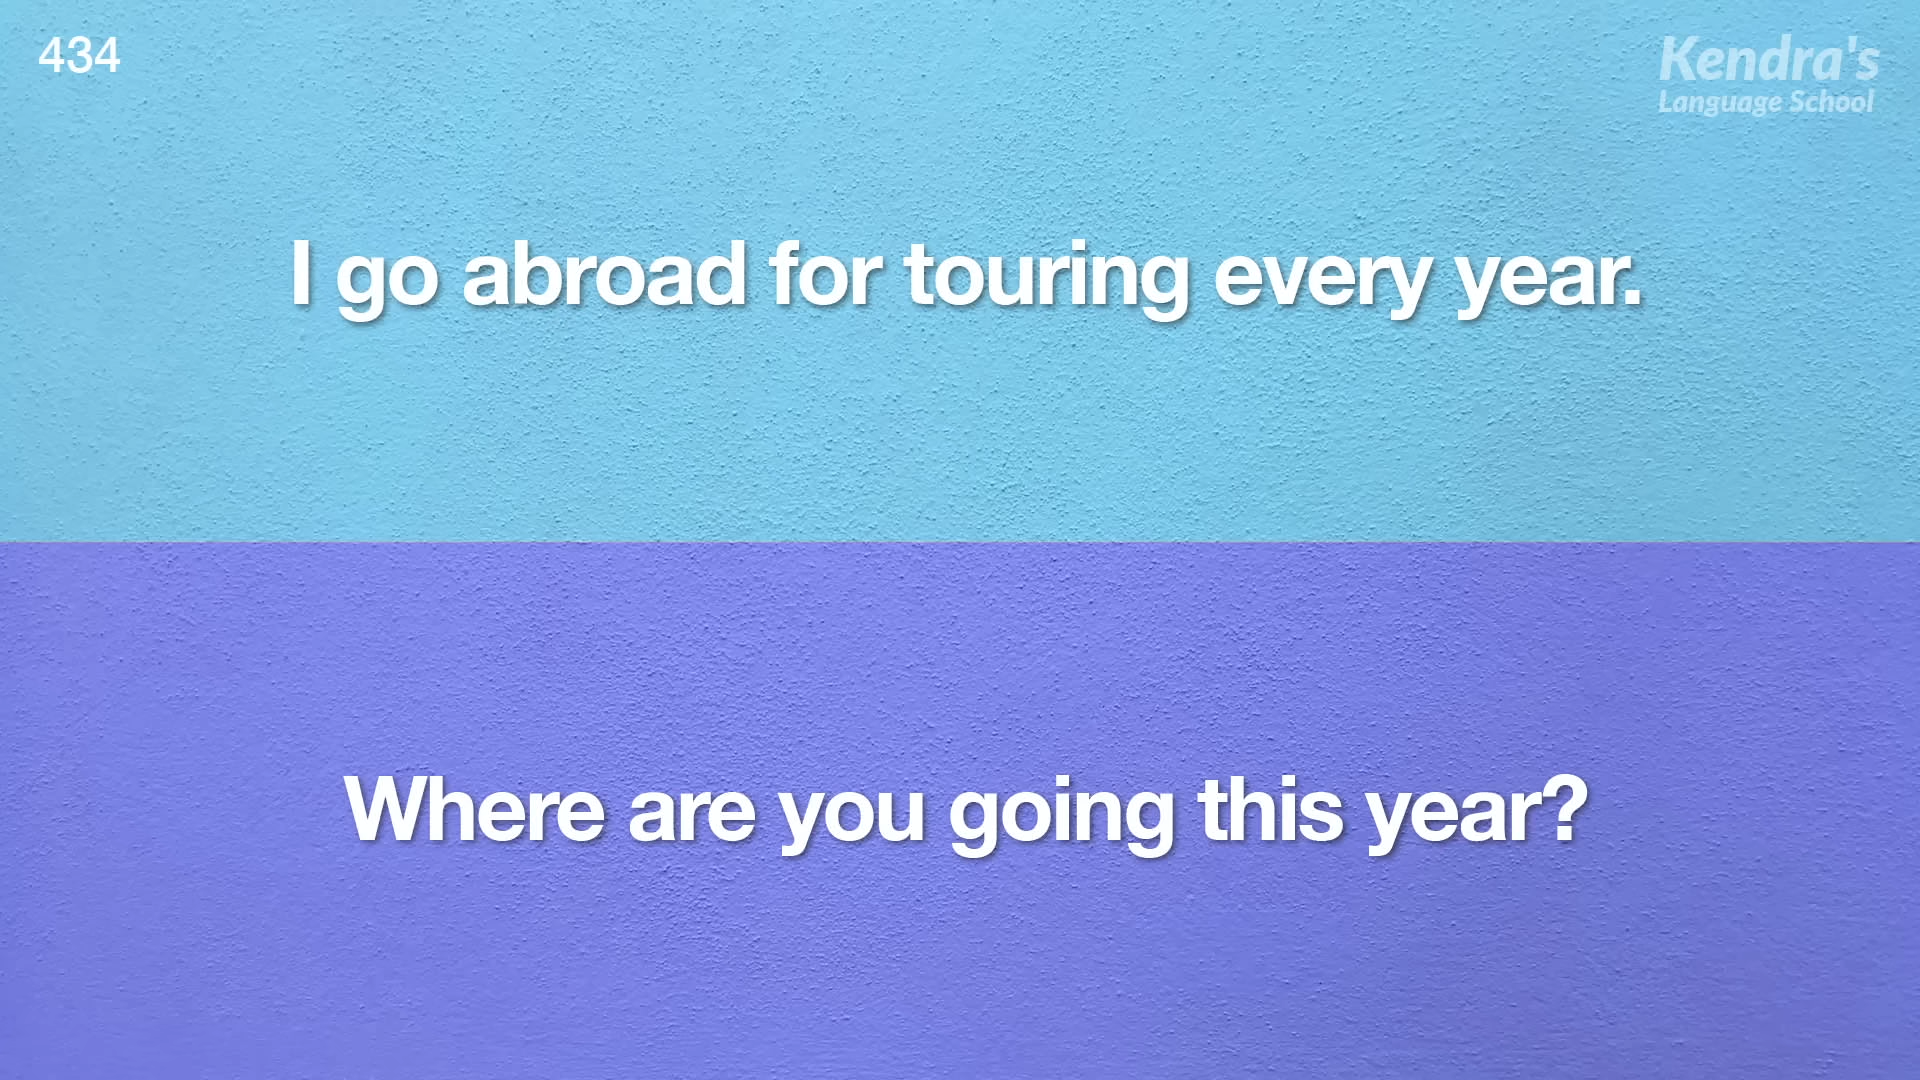 434
Kendra's
Language School
I go abroad for touring every year.
Where are you going this year?